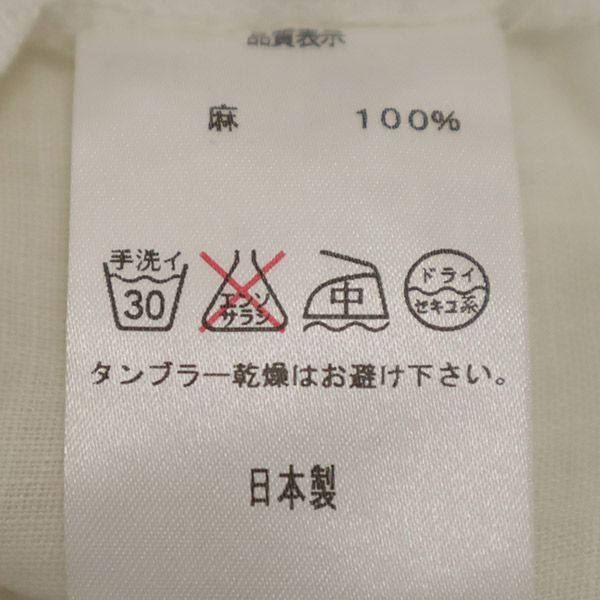 品質表示
麻 100%
手洗イ 30 エンソサラシ 中 ドライ セキユ系
タンブラー乾燥はお避け下さい。
日本製